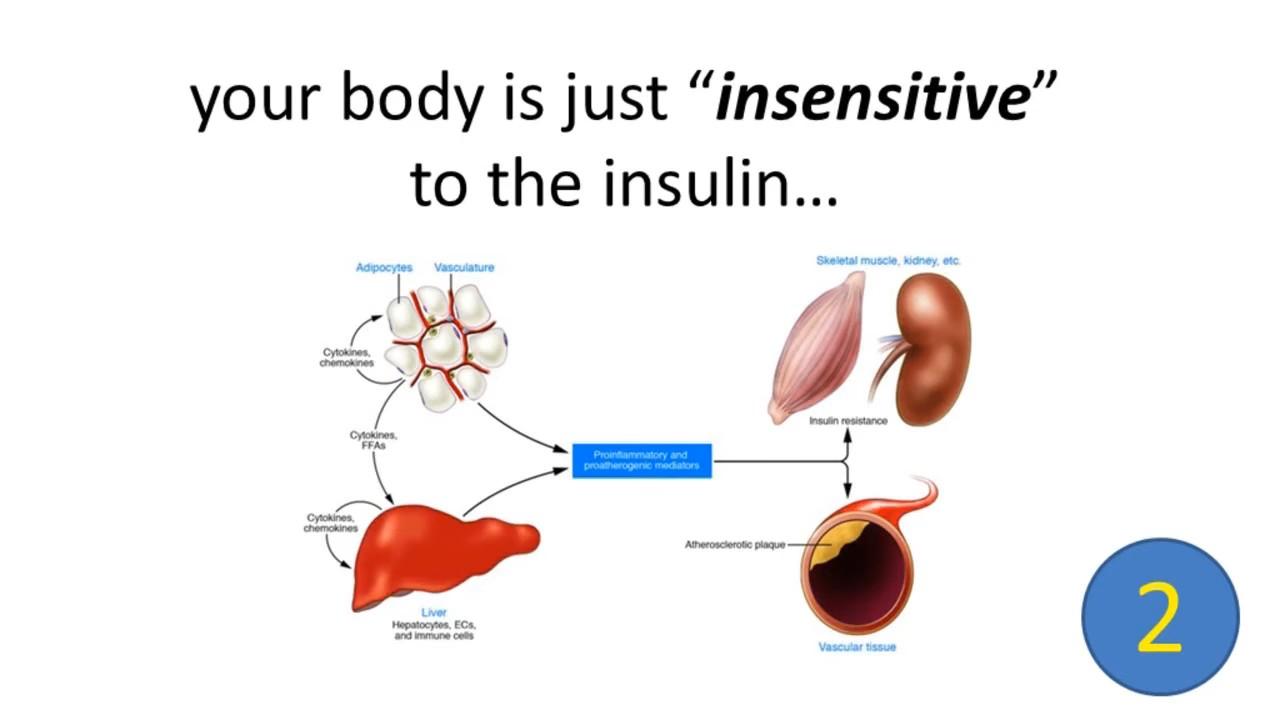 your body is just “insensitive”
to the insulin…
Adipocytes
Vasculature
Cytokines,
chemokines
Cytokines,
FFAs
Cytokines,
chemokines
Liver
Hepatocytes, ECs,
and immune cells
Proinflammatory and
proatherogenic mediators
Skeletal muscle, kidney, etc.
Insulin resistance
Atherosclerotic plaque
Vascular tissue
2